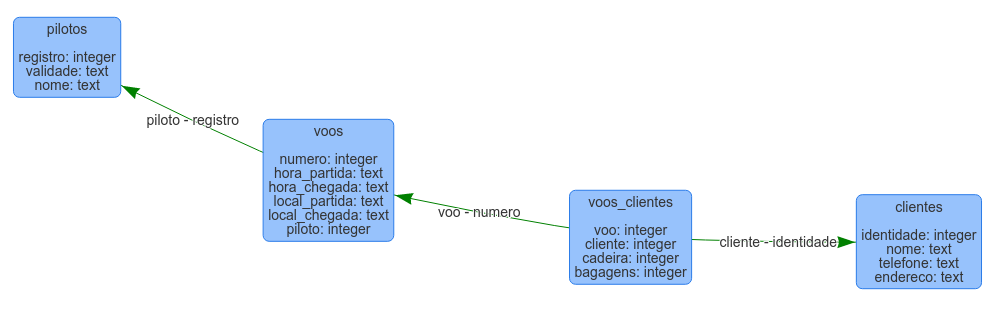 pilotos
registro: integer
validade: text
nome: text
piloto - registro
voos
numero: integer
hora_partida: text
hora_chegada: text
local_partida: text
local_chegada: text
piloto: integer
voo - numero
voos_clientes
voo: integer
cliente: integer
cadeira: integer
bagagens: integer
cliente - identidade
clientes
identidade: integer
nome: text
telefone: text
endereco: text